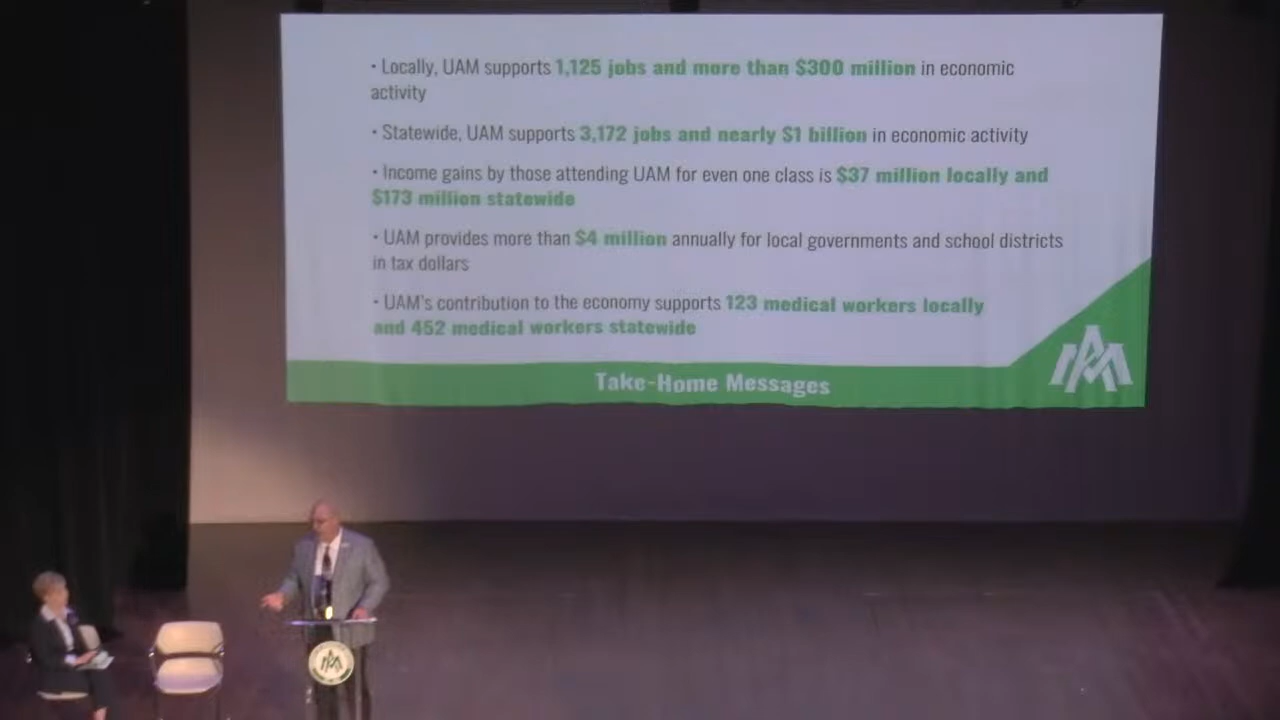 • Locally, UAM supports 1,125 jobs and more than $300 million in economic
activity
• Statewide, UAM supports 3,172 jobs and nearly $1 billion in economic activity
• Income gains by those attending UAM for even one class is $37 million locally and
$173 million statewide
• UAM provides more than $4 million annually for local governments and school districts
in tax dollars
• UAM's contribution to the economy supports 123 medical workers locally
and 452 medical workers statewide
Take-Home Messages